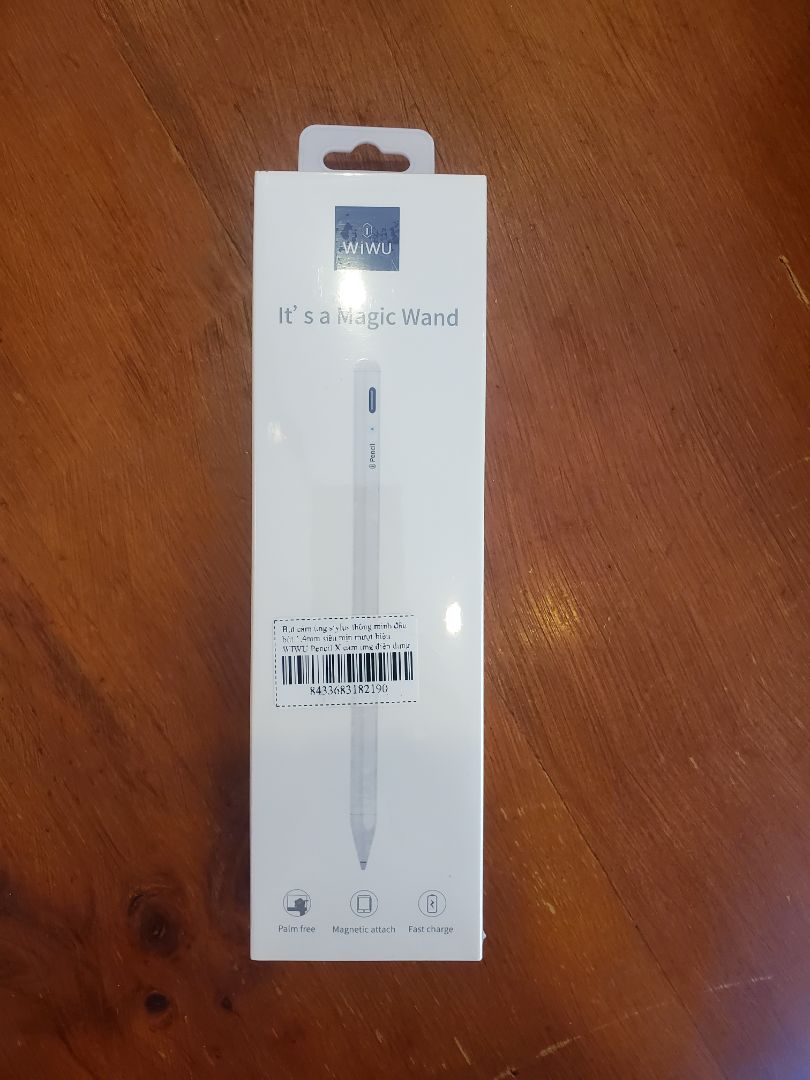 WiWU
It's a Magic Wand
Pencil
Bút cảm ứng stylus thông minh đầu
bút 1.4mm siêu mịn mượt hiệu
WIWU Pencil X cảm ứng điện dung
8433683182190
Palm free
Magnetic attach
Fast charge